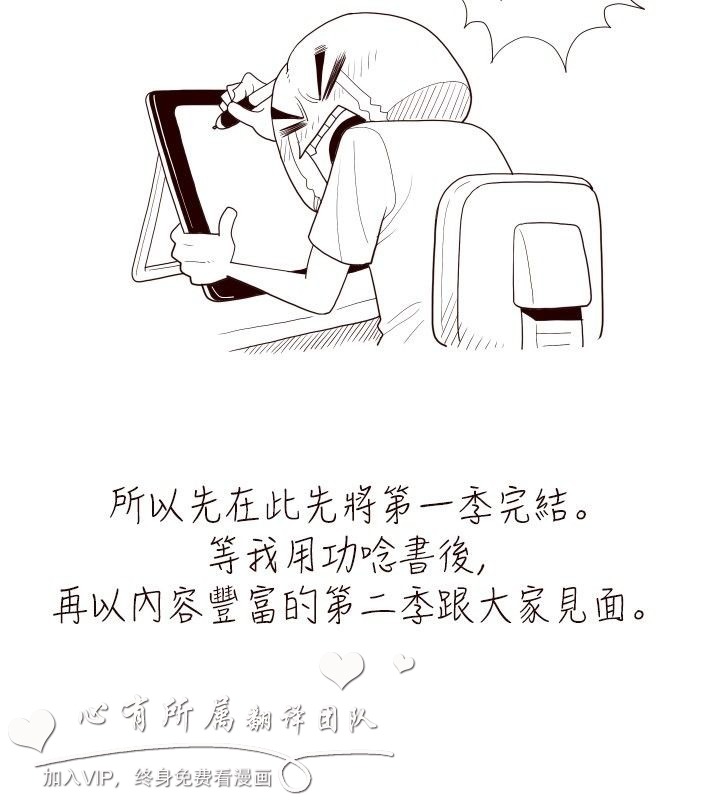 所以先在此先將第一季完結。
等我用功唸書後,
再以內容豐富的第二季跟大家見面。
心有所属翻译团队
加入VIP，终身免费看漫画